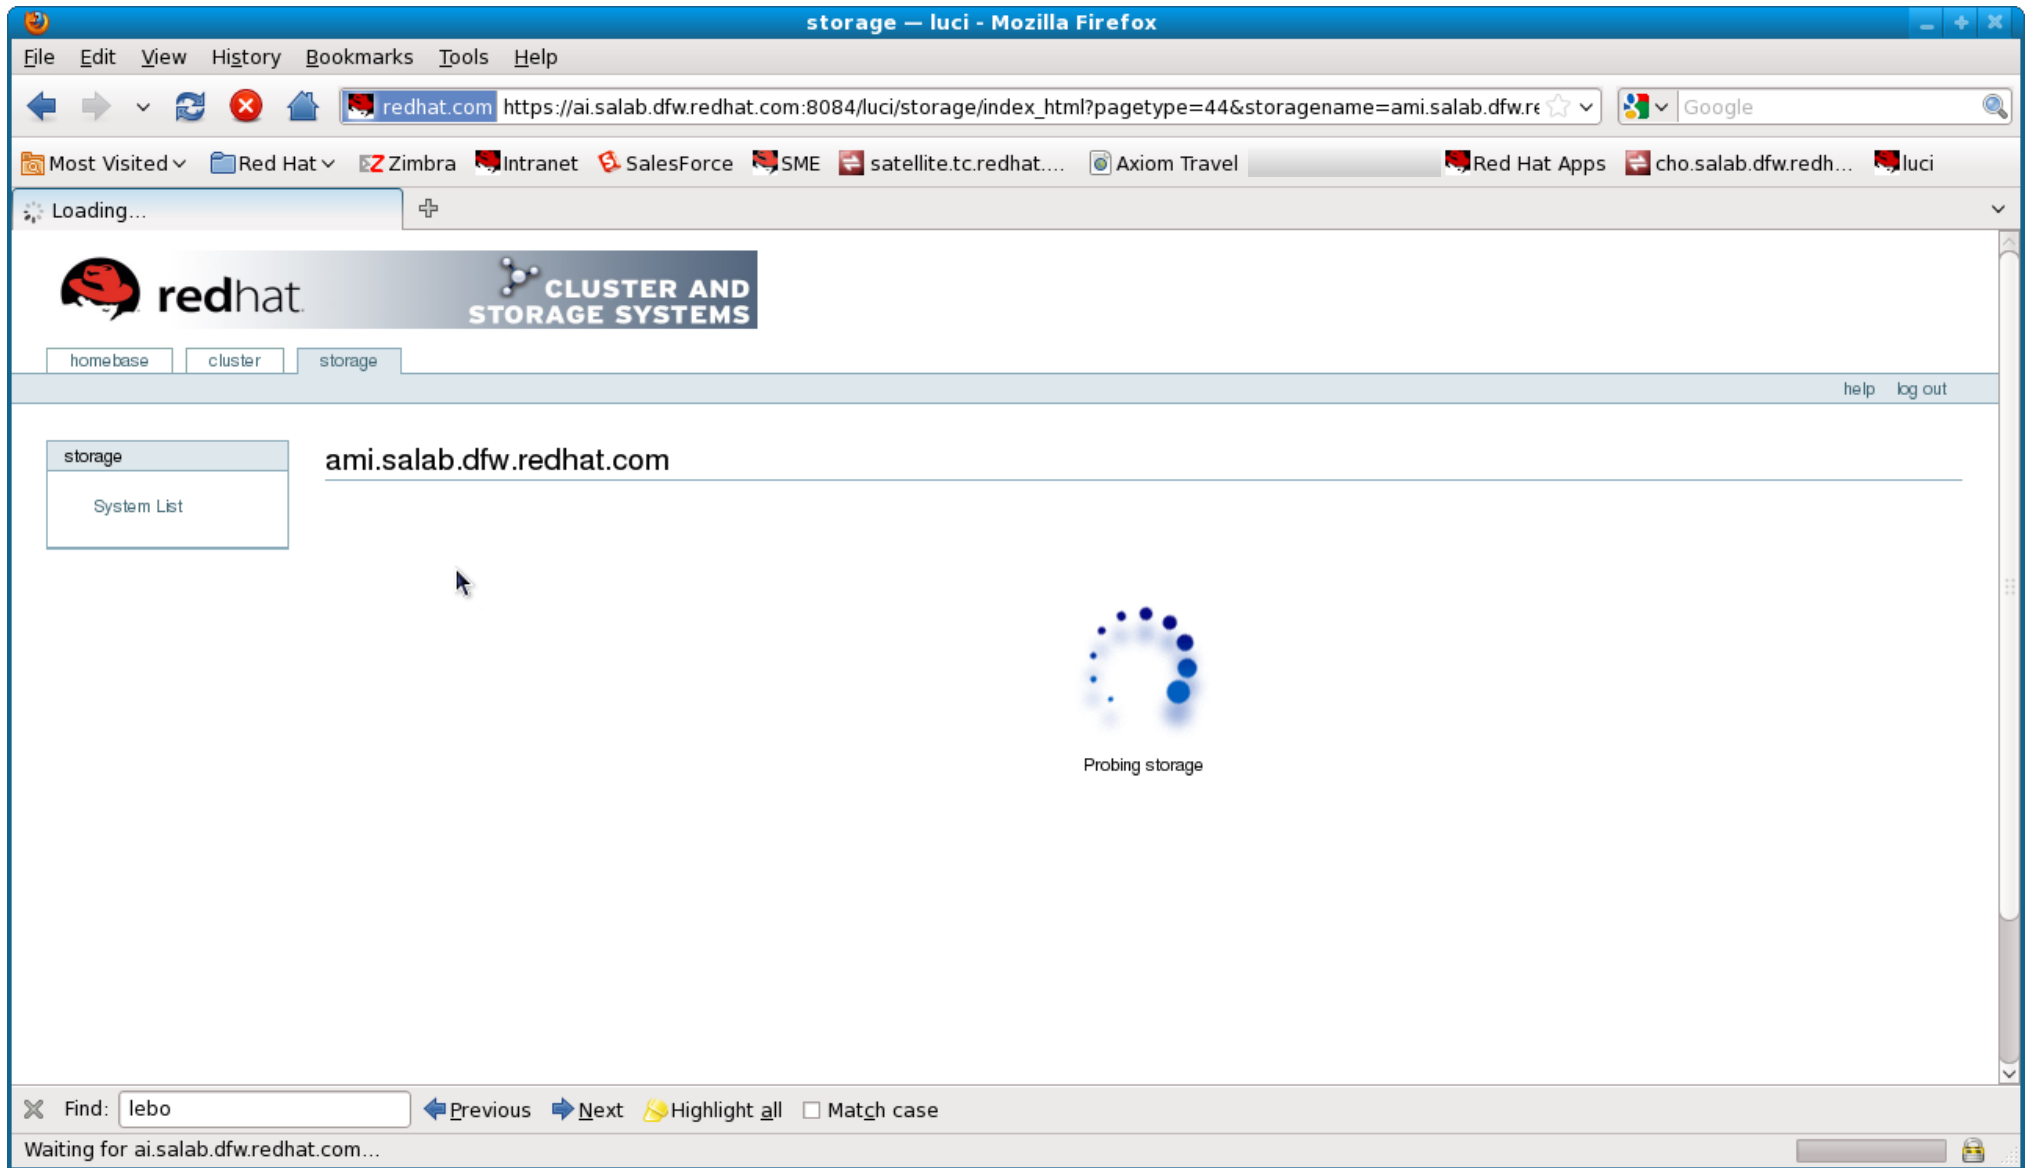 storage — luci - Mozilla Firefox
File Edit View History Bookmarks Tools Help
redhat.com https://ai.salab.dfw.redhat.com:8084/luci/storage/index_html?pagetype=44&storagename=ami.salab.dfw.re Google
Most Visited Red Hat Zimbra Intranet SalesForce SME satellite.tc.redhat.... Axiom Travel Red Hat Apps cho.salab.dfw.redh... luci
Loading...
redhat.
CLUSTER AND
STORAGE SYSTEMS
homebase cluster storage
help log out
storage
System List
ami.salab.dfw.redhat.com
Probing storage
Find: lebo Previous Next Highlight all Match case
Waiting for ai.salab.dfw.redhat.com...